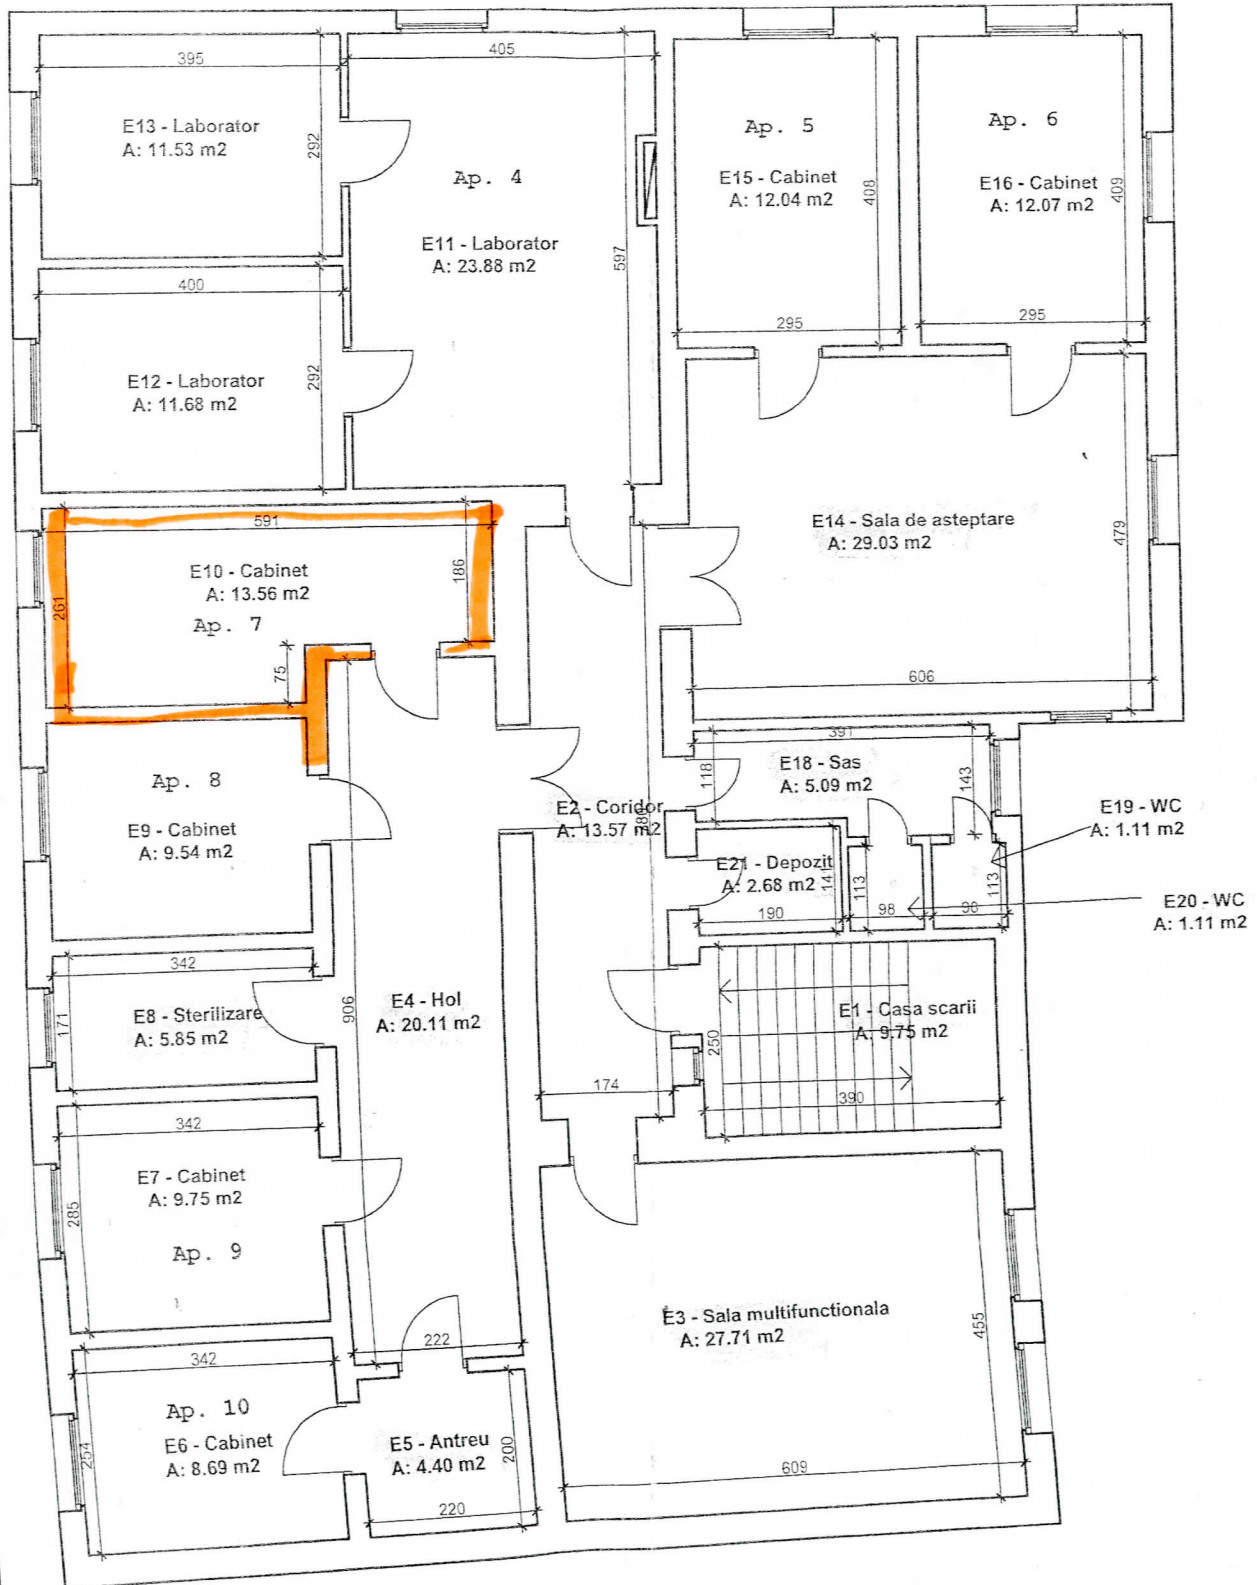 395
405
E13 - Laborator
A: 11.53 m2
292
Ap. 4
E11 - Laborator
A: 23.88 m2
597
Ap. 5
E15 - Cabinet
A: 12.04 m2
408
295
Ap. 6
E16 - Cabinet
A: 12.07 m2
409
295
400
E12 - Laborator
A: 11.68 m2
292
591
E10 - Cabinet
A: 13.56 m2
Ap. 7
261
186
75
E14 - Sala de asteptare
A: 29.03 m2
479
606
Ap. 8
E9 - Cabinet
A: 9.54 m2
391
E18 - Sas
A: 5.09 m2
118
143
E2 - Coridor
A: 13.57 m2
E19 - WC
A: 1.11 m2
E21 - Depozit
A: 2.68 m2
141
190
113
98
113
98
E20 - WC
A: 1.11 m2
342
E8 - Sterilizare
A: 5.85 m2
171
906
E4 - Hol
A: 20.11 m2
E1 - Casa scarii
A: 9.75 m2
250
390
174
342
E7 - Cabinet
A: 9.75 m2
285
Ap. 9
E3 - Sala multifunctionala
A: 27.71 m2
455
609
222
342
Ap. 10
E6 - Cabinet
A: 8.69 m2
254
E5 - Antreu
A: 4.40 m2
200
220